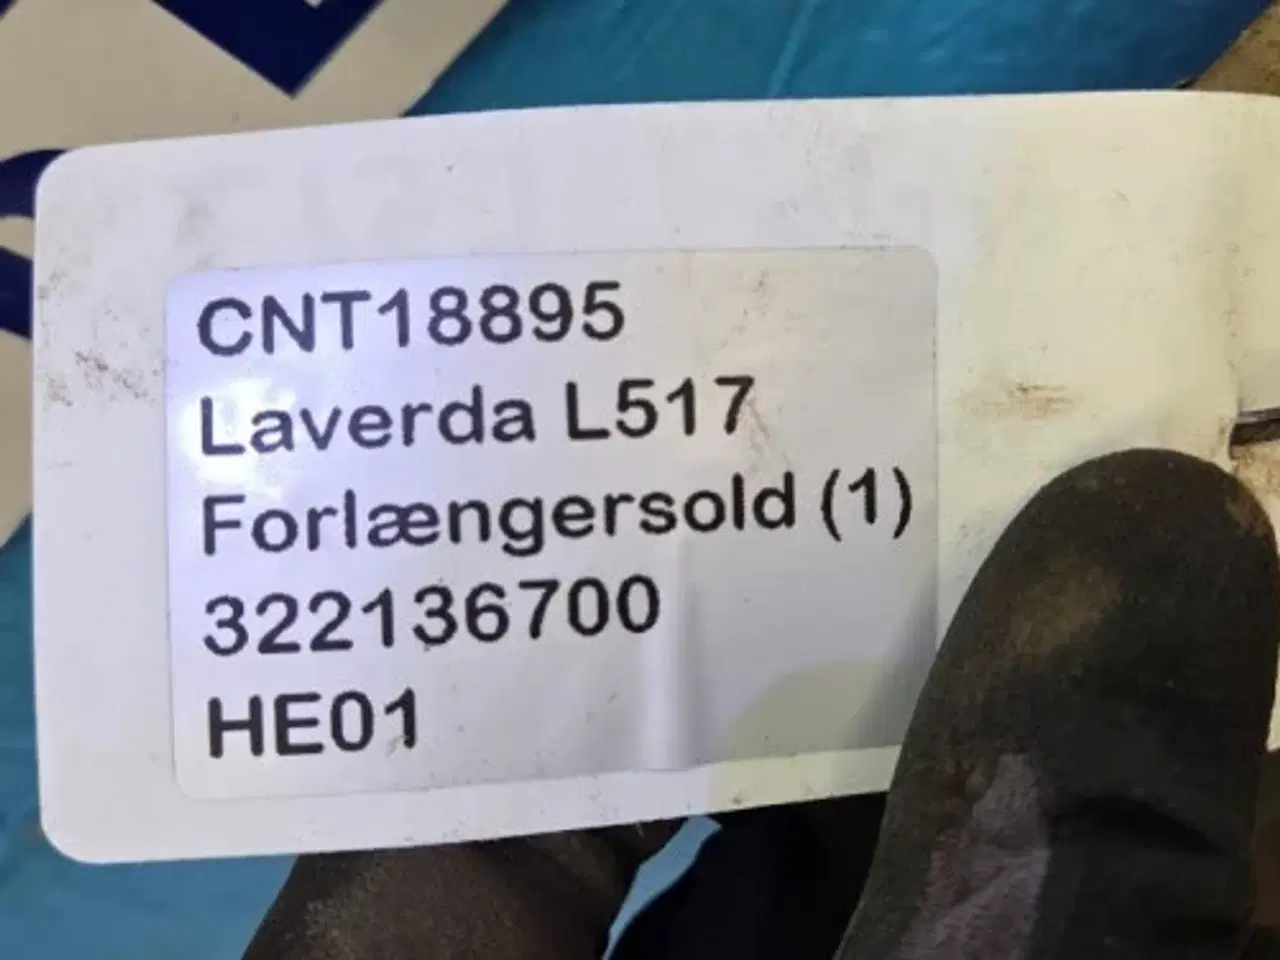 CNT18895
Laverda L517
Forlængersold (1)
322136700
HE01